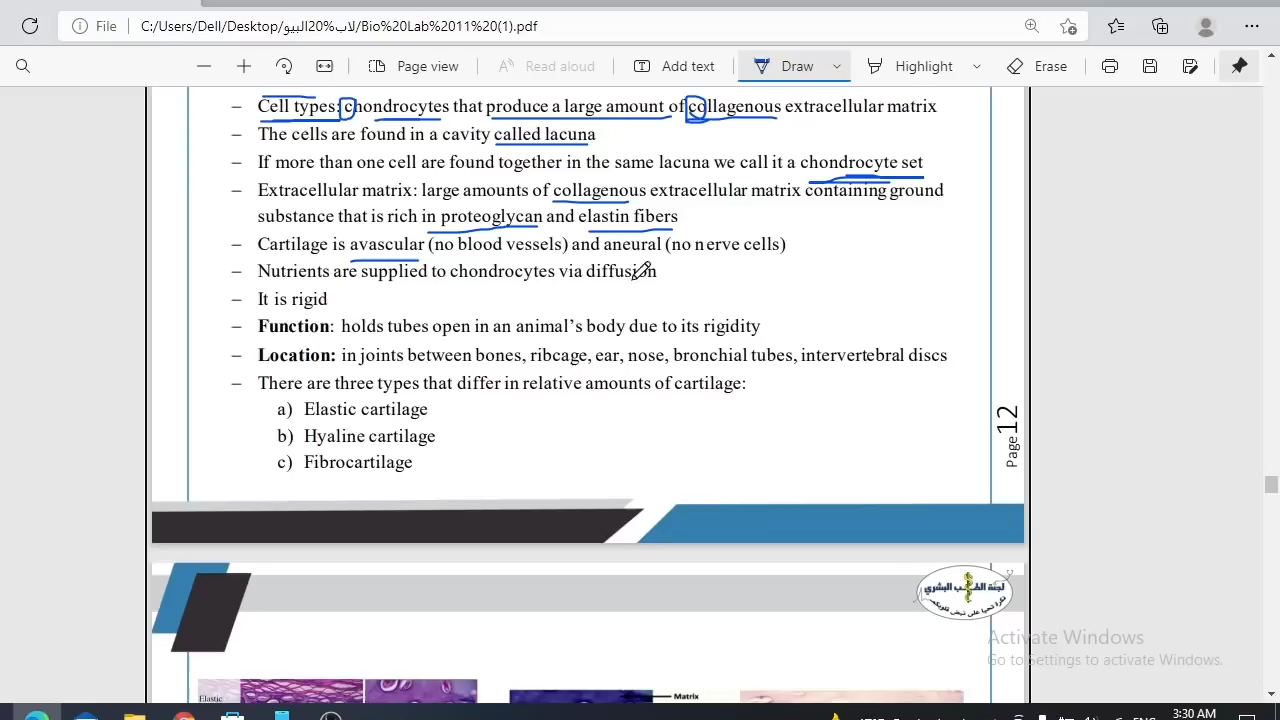 File C:/Users/Dell/Desktop/لاب%20البيو/Bio%20Lab%2011%20(1).pdf
Page view Read aloud Add text Draw Highlight Erase
– Cell types: chondrocytes that produce a large amount of collagenous extracellular matrix
– The cells are found in a cavity called lacuna
– If more than one cell are found together in the same lacuna we call it a chondrocyte set
– Extracellular matrix: large amounts of collagenous extracellular matrix containing ground
substance that is rich in proteoglycan and elastin fibers
– Cartilage is avascular (no blood vessels) and aneural (no nerve cells)
– Nutrients are supplied to chondrocytes via diffusion
– It is rigid
– Function: holds tubes open in an animal’s body due to its rigidity
– Location: in joints between bones, ribcage, ear, nose, bronchial tubes, intervertebral discs
– There are three types that differ in relative amounts of cartilage:
a) Elastic cartilage
b) Hyaline cartilage
c) Fibrocartilage
Page 12
لجنة الطب البشري
Activate Windows
Go to Settings to activate Windows.
Elastic
Matrix
ENG
3:30 AM